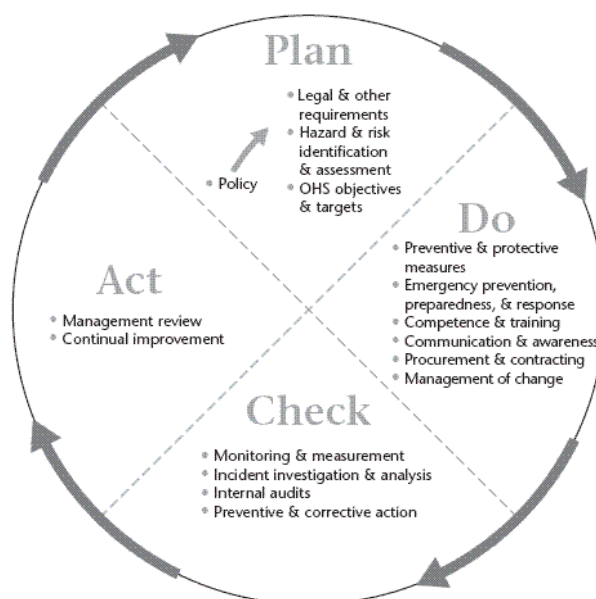 Plan
• Legal & other
requirements
• Hazard & risk
identification
& assessment
• OHS objectives
& targets
• Policy
Do
• Preventive & protective
measures
• Emergency prevention,
preparedness, & response
• Competence & training
• Communication & awareness
• Procurement & contracting
• Management of change
Act
• Management review
• Continual improvement
Check
• Monitoring & measurement
• Incident investigation & analysis
• Internal audits
• Preventive & corrective action